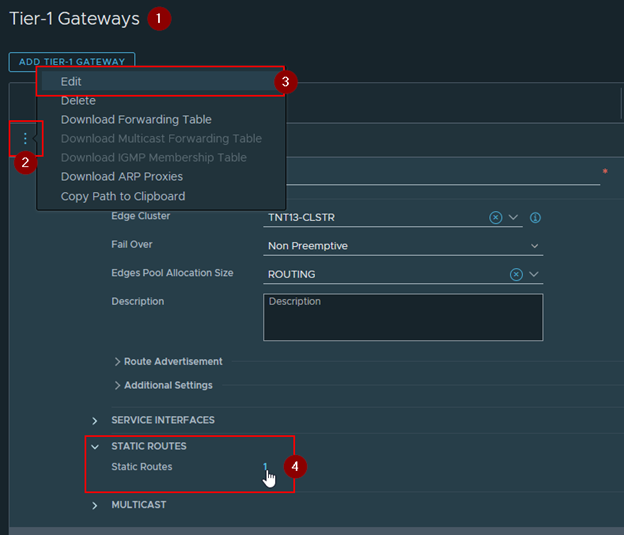 Tier-1 Gateways 1
ADD TIER-1 GATEWAY
Edit 3
Delete
Download Forwarding Table
Download Multicast Forwarding Table
2
Download IGMP Membership Table
Download ARP Proxies
Copy Path to Clipboard
*
Edge Cluster TNT13-CLSTR
Fail Over Non Preemptive
Edges Pool Allocation Size ROUTING
Description Description
Route Advertisement
Additional Settings
SERVICE INTERFACES
STATIC ROUTES
Static Routes 1 4
MULTICAST